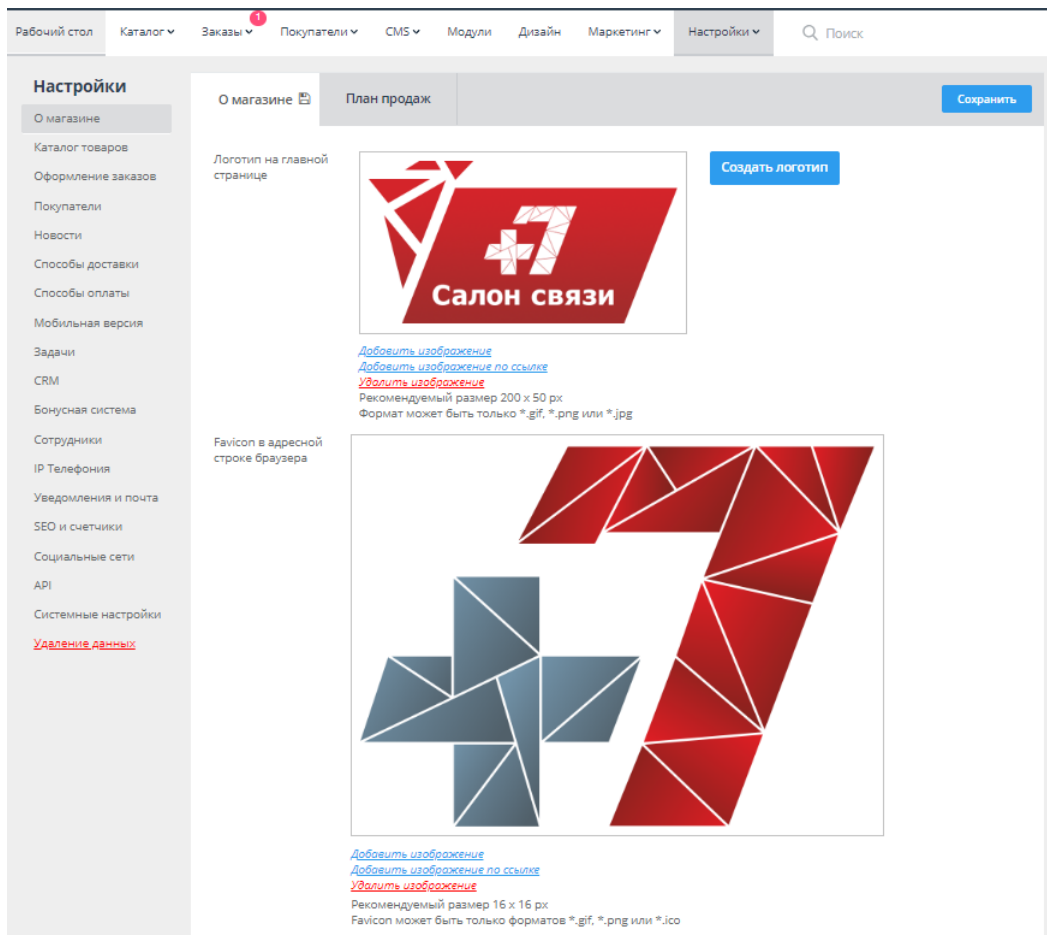 Рабочий стол Каталог Заказы 1 Покупатели CMS Модули Дизайн Маркетинг Настройки Поиск
Настройки
О магазине
Каталог товаров
Оформление заказов
Покупатели
Новости
Способы доставки
Способы оплаты
Мобильная версия
Задачи
CRM
Бонусная система
Сотрудники
IP Телефония
Уведомления и почта
SEO и счетчики
Социальные сети
API
Системные настройки
Удаление данных
О магазине План продаж Сохранить
Логотип на главной
странице
+7
Салон связи
Создать логотип
Добавить изображение
Добавить изображение по ссылке
Удалить изображение
Рекомендуемый размер 200 x 50 px
Формат может быть только *.gif, *.png или *.jpg
Favicon в адресной
строке браузера
+7
Добавить изображение
Добавить изображение по ссылке
Удалить изображение
Рекомендуемый размер 16 x 16 px
Favicon может быть только форматов *.gif, *.png или *.ico